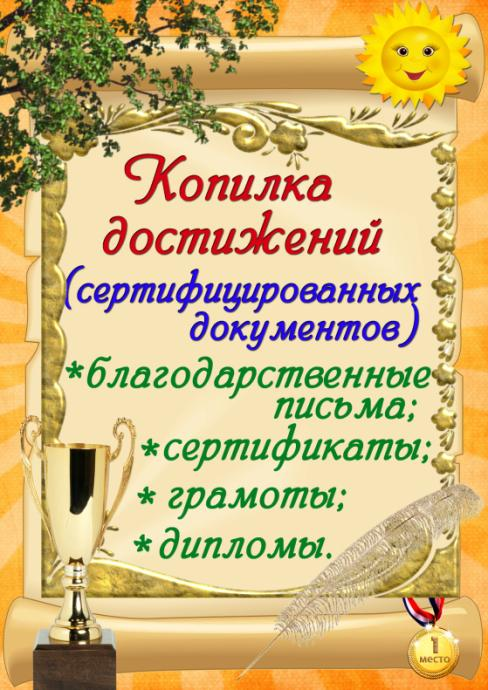 Копилка
достижений
(сертифицированных
документов)
*благодарственные
письма;
*сертификаты;
* грамоты;
* дипломы.
1
место